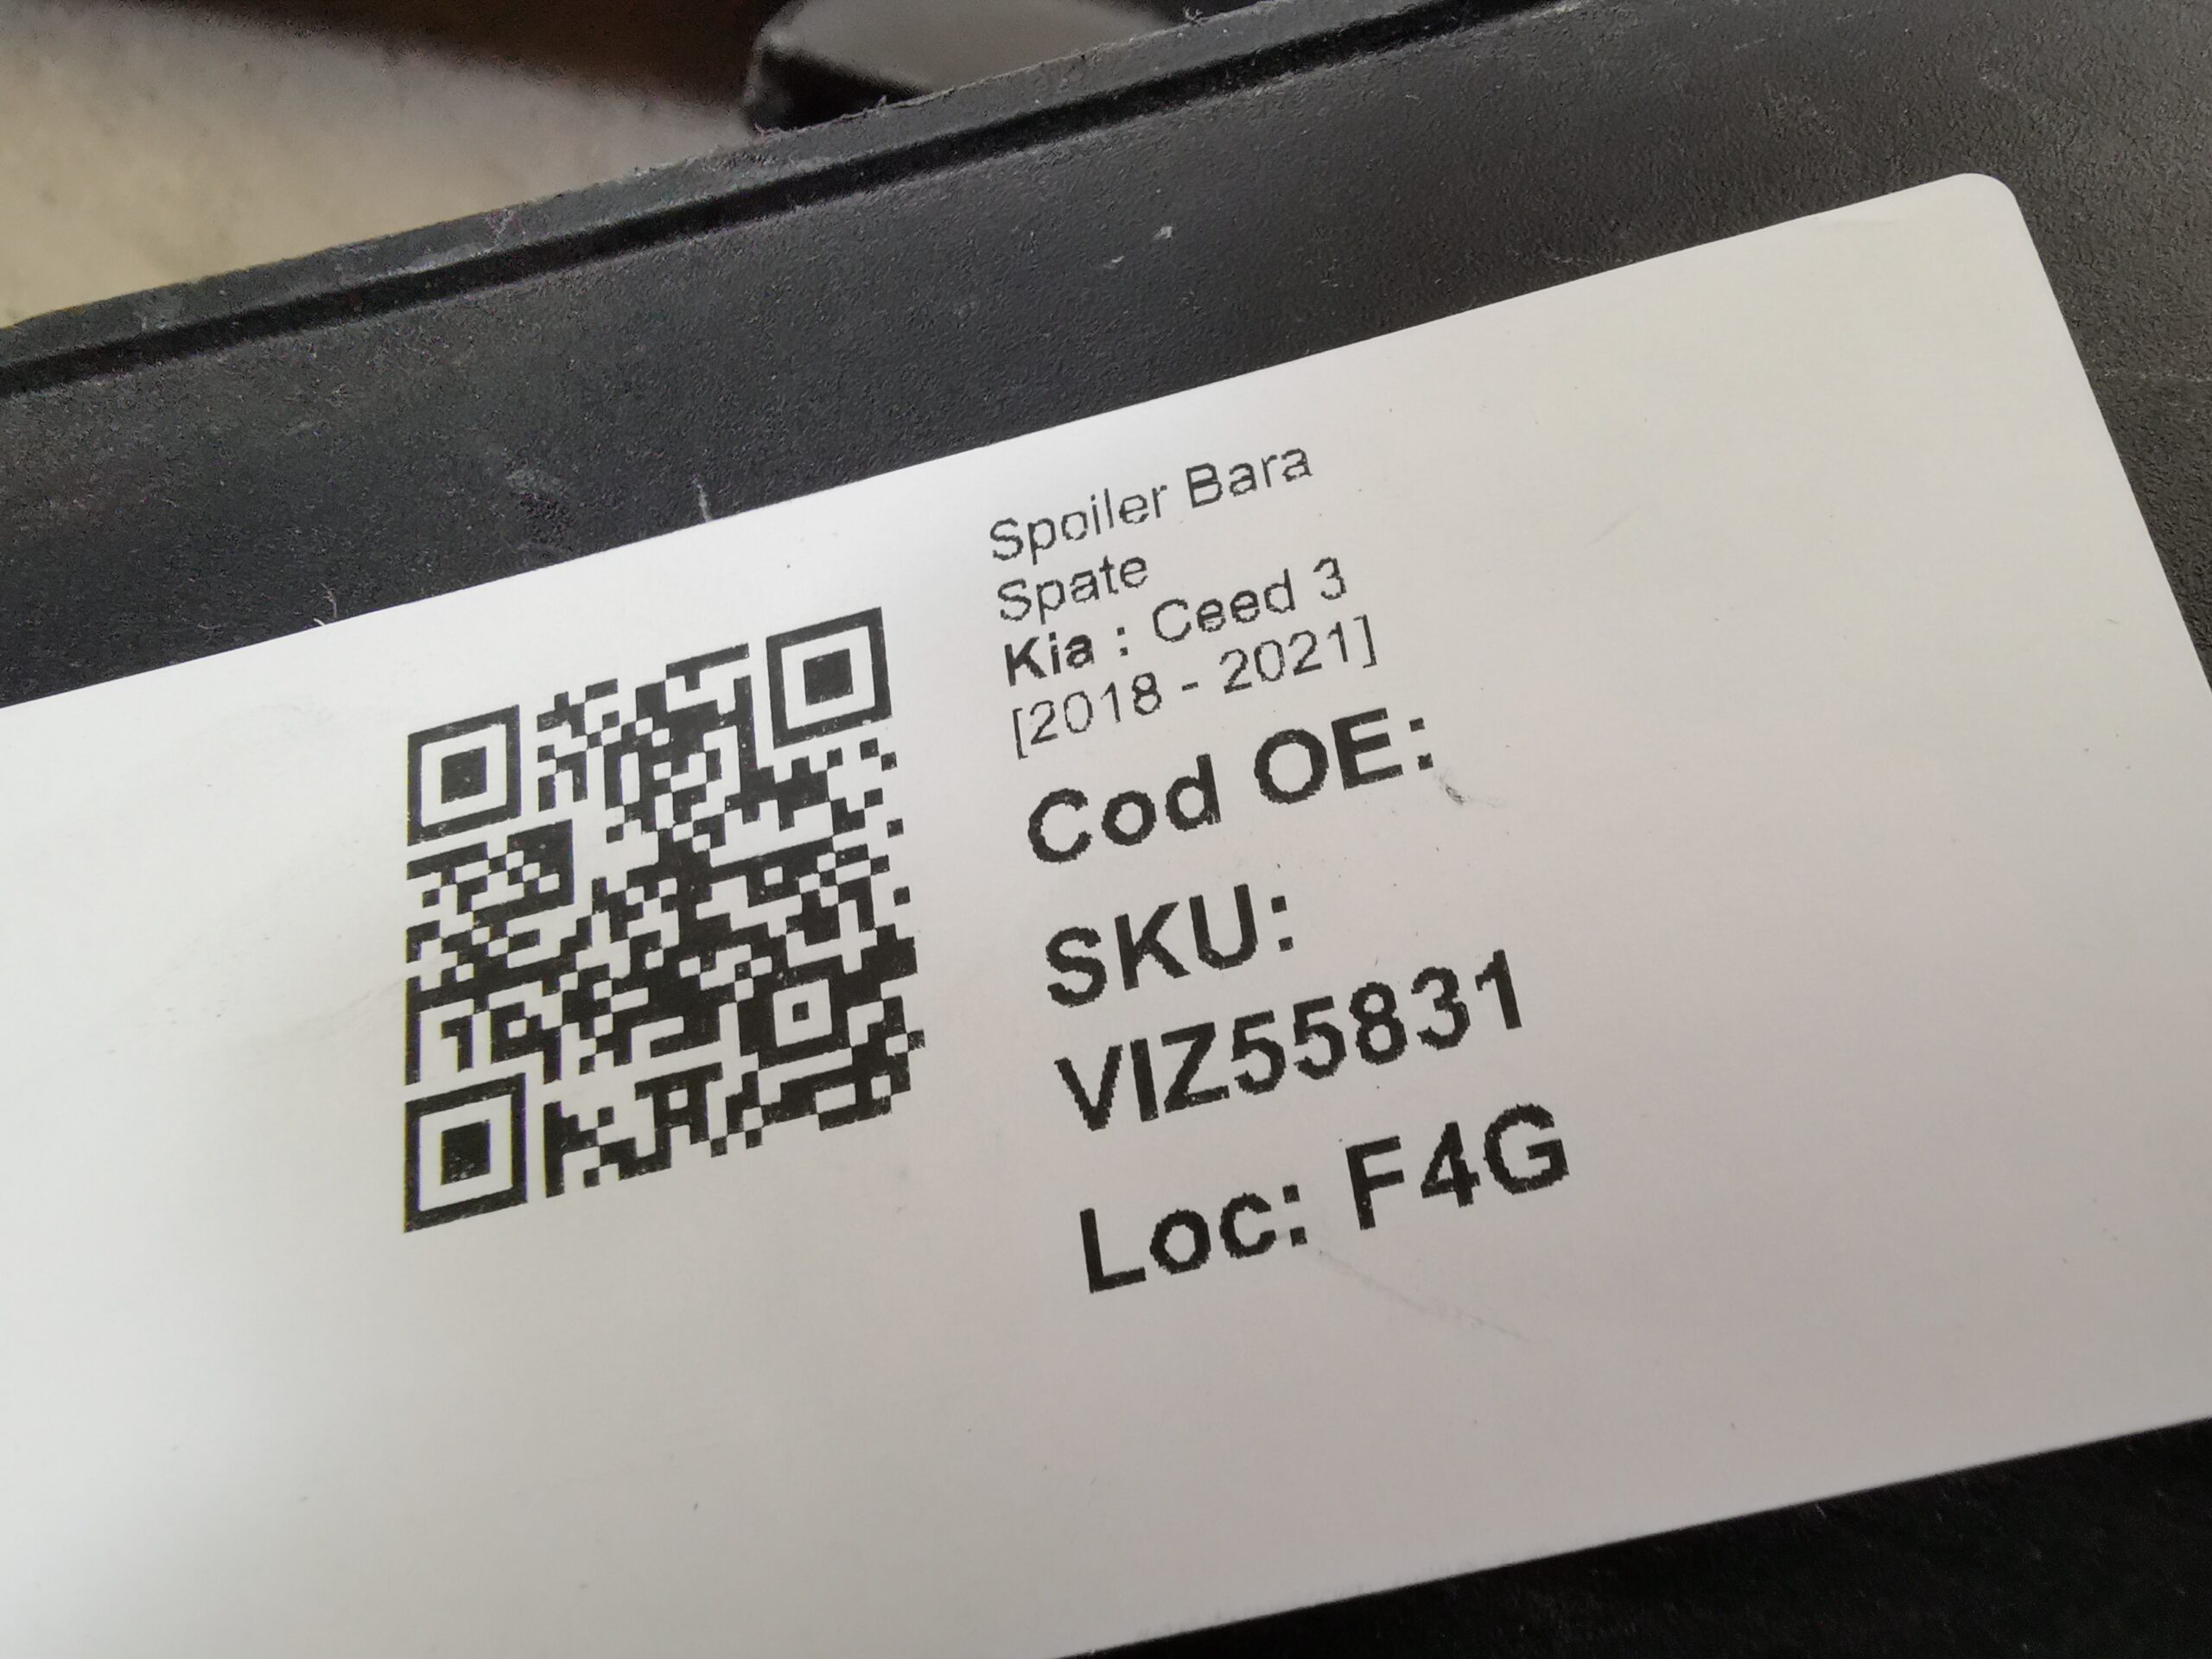 Spoiler Bara
Spate
Kia : Ceed 3
[2018 - 2021]
Cod OE:
SKU:
VIZ55831
Loc: F4G